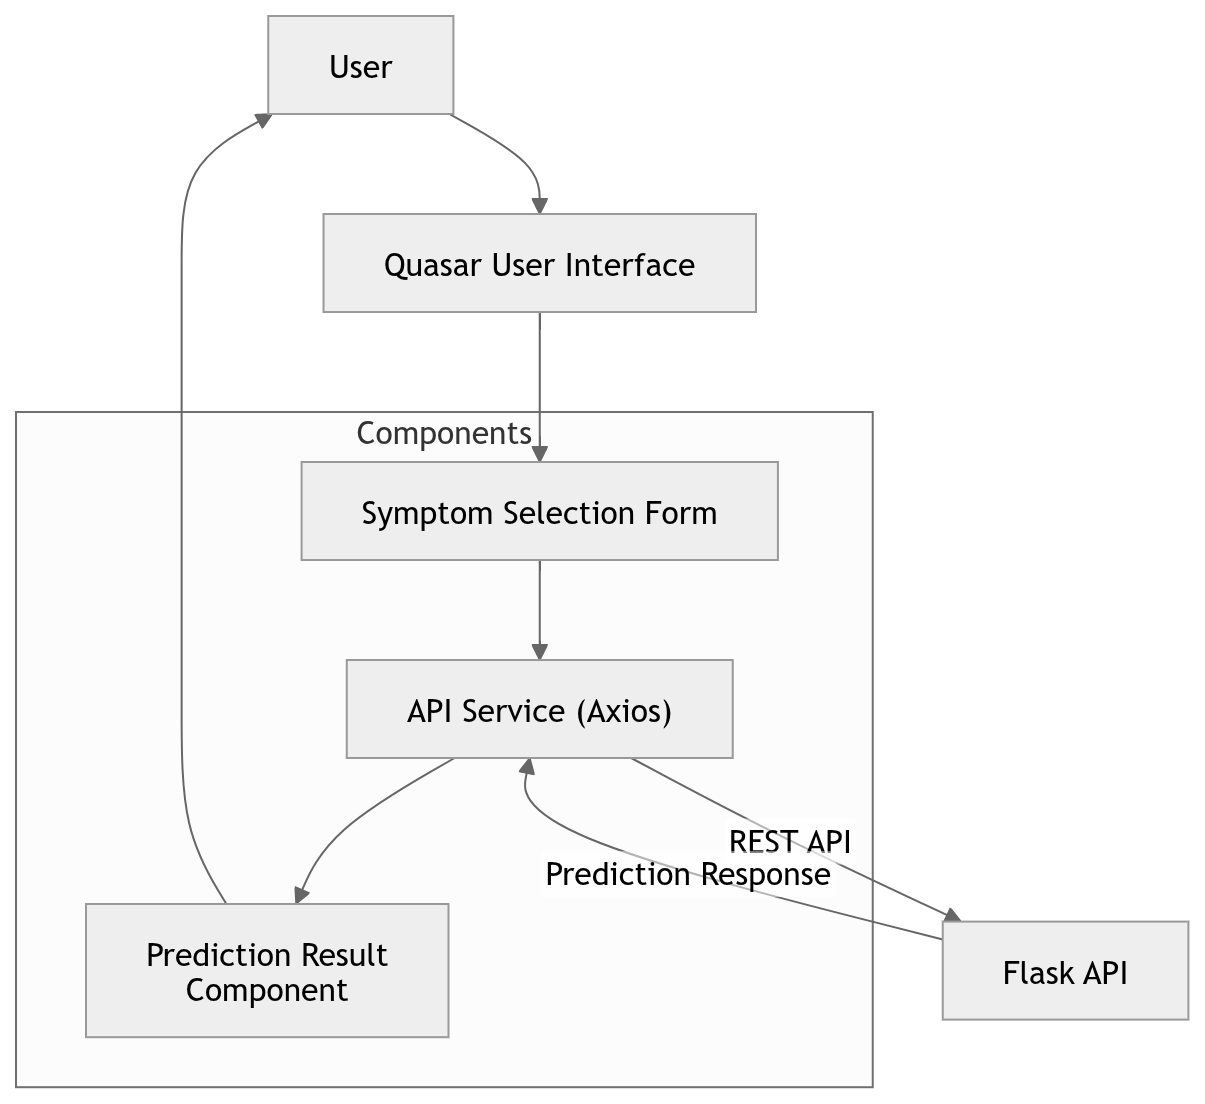 User
Quasar User Interface
Components
Symptom Selection Form
API Service (Axios)
REST API
Prediction Response
Prediction Result
Component
Flask API